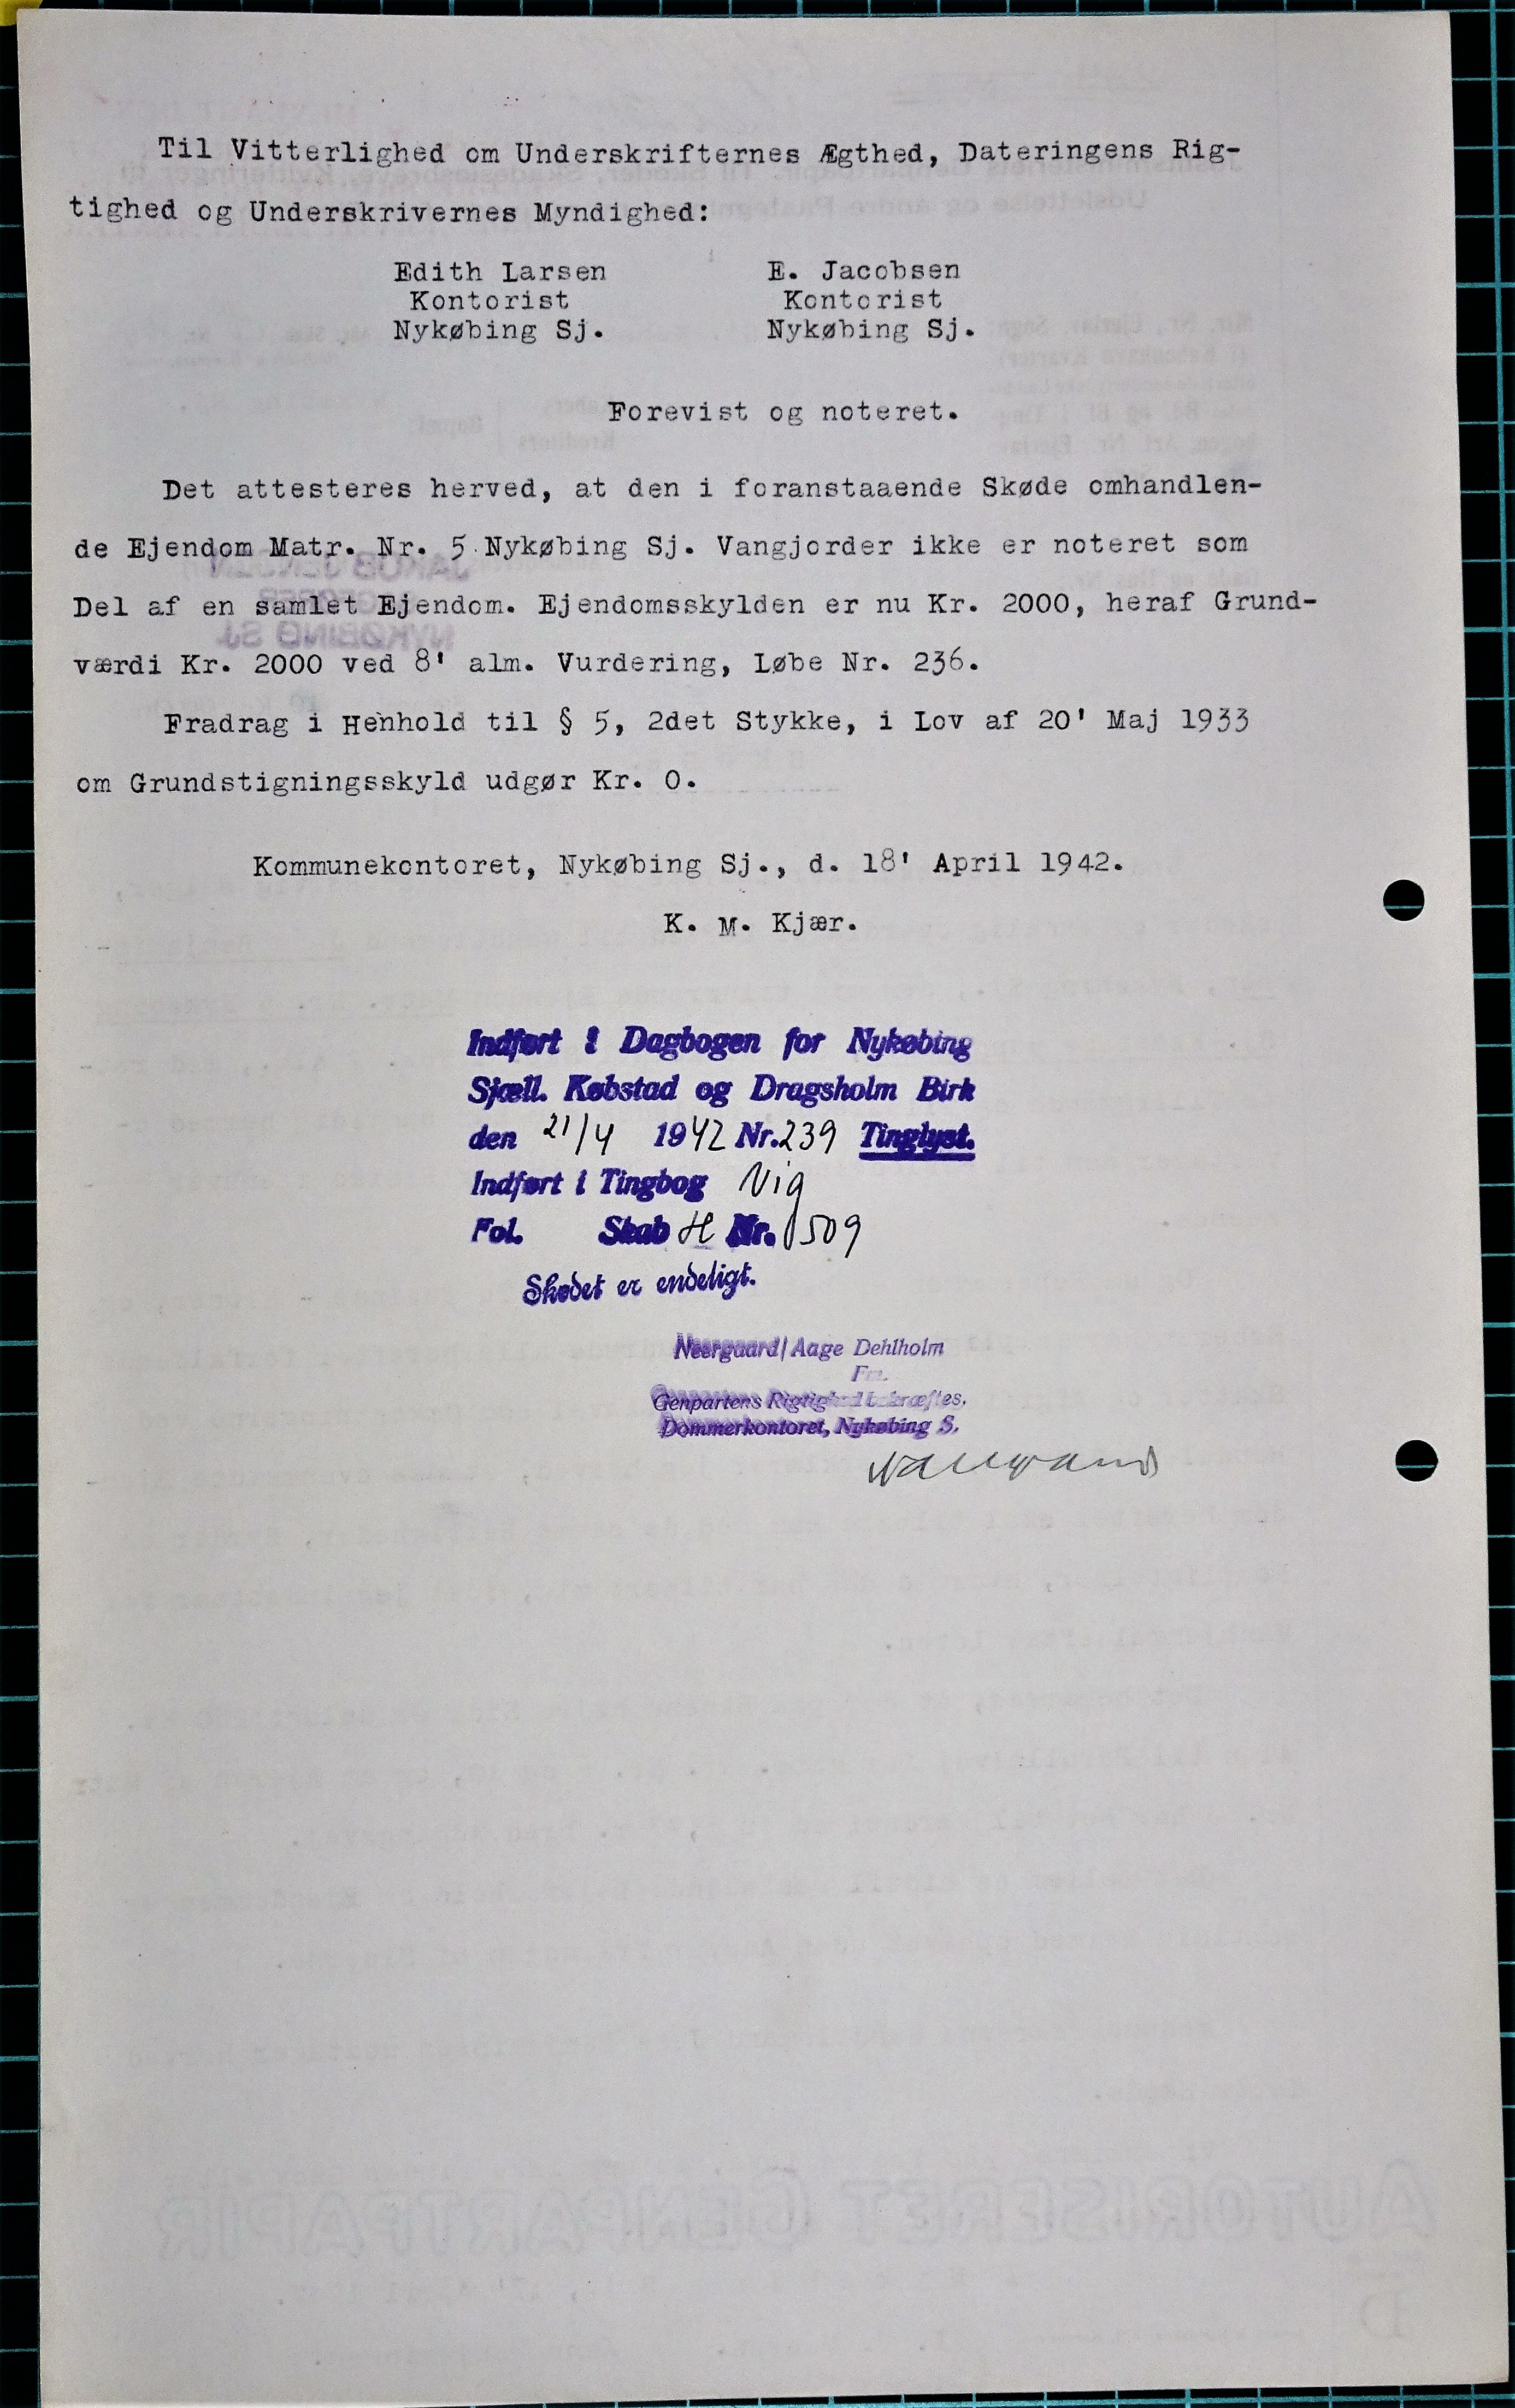 Til Vitterlighed om Underskrifternes Ægthed, Dateringens Rig-
tighed og Underskrivernes Myndighed:
Edith Larsen E. Jacobsen
Kontorist Kontorist
Nykøbing Sj. Nykøbing Sj.
Forevist og noteret.
Det attesteres herved, at den i foranstaaende Skøde omhandlen-
de Ejendom Matr. Nr. 5 Nykøbing Sj. Vangjorder ikke er noteret som
Del af en samlet Ejendom. Ejendomsskylden er nu Kr. 2000, heraf Grund-
værdi Kr. 2000 ved 8' alm. Vurdering, Løbe Nr. 236.
Fradrag i Henhold til § 5, 2det Stykke, i Lov af 20' Maj 1933
om Grundstigningsskyld udgør Kr. 0.
Kommunekontoret, Nykøbing Sj., d. 18' April 1942.
K. M. Kjær.
Indført i Dagbogen for Nykøbing
Sjæll. Købstad og Dragsholm Birk
den 21/4 1942 Nr. 239 Tinglyst.
Indført i Tingbog Vig
Fol. Skab H Nr. 509
Skødet er endeligt.
Neergaard / Aage Dehlholm
Fm.
Genpartens Rigtighed bekræftes.
Dommerkontoret, Nykøbing S.